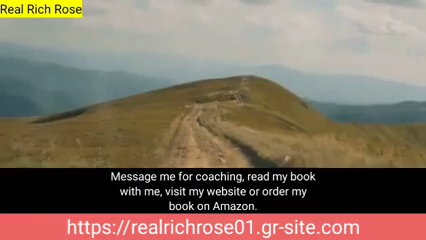 Real Rich Rose
Message me for coaching, read my book
with me, visit my website or order my
book on Amazon.
https://realrichrose01.gr-site.com